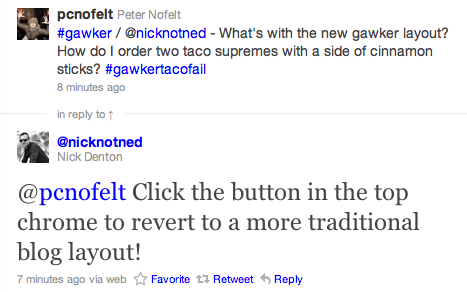 pcnofelt Peter Nofelt
#gawker / @nicknotned - What's with the new gawker layout?
How do I order two taco supremes with a side of cinnamon
sticks? #gawkertacofail
8 minutes ago
in reply to ↑
@nicknotned
Nick Denton
@pcnofelt Click the button in the top
chrome to revert to a more traditional
blog layout!
7 minutes ago via web Favorite Retweet Reply